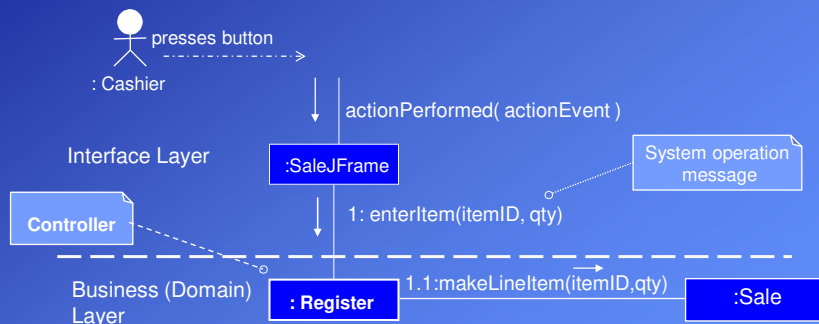 presses button
: Cashier
actionPerformed( actionEvent )
Interface Layer
:SaleJFrame
System operation
message
1: enterItem(itemID, qty)
Controller
Business (Domain)
Layer
: Register
1.1:makeLineItem(itemID,qty)
:Sale